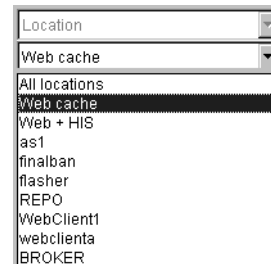 Location
Web cache
All locations
Web cache
Web + HIS
as1
finalban
flasher
REPO
WebClient1
webclienta
BROKER